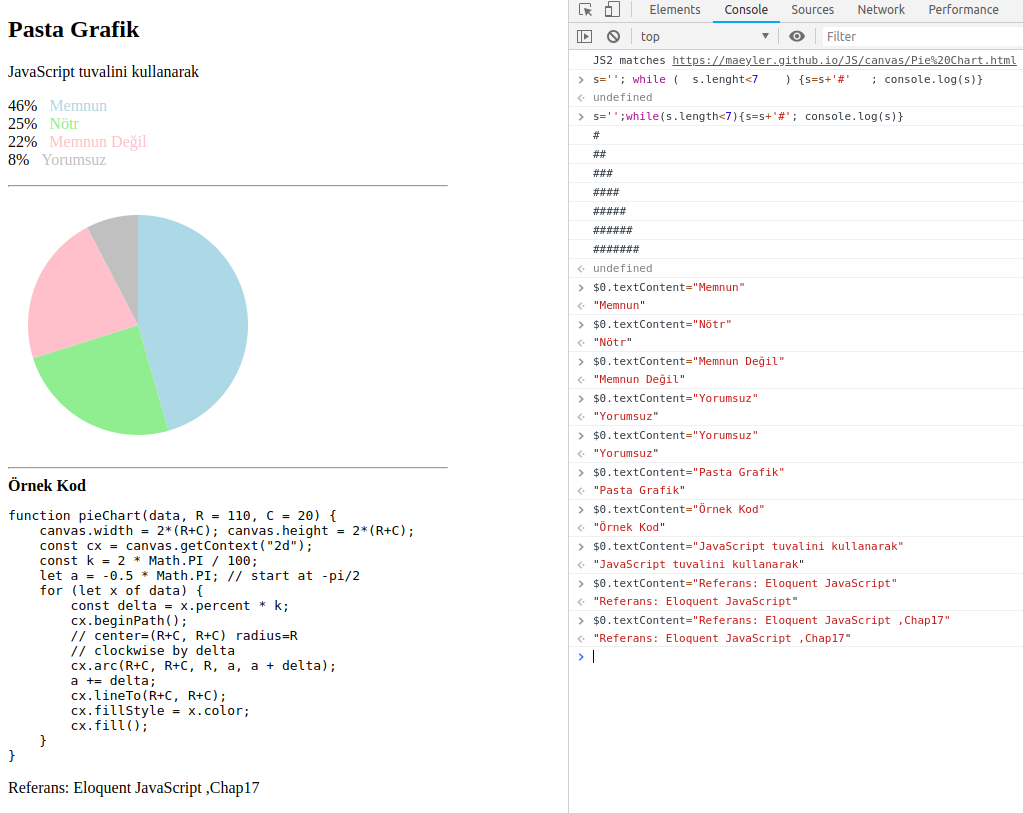 Pasta Grafik
JavaScript tuvalini kullanarak
46% Memnun
25% Nötr
22% Memnun Değil
8% Yorumsuz
Örnek Kod
function pieChart(data, R = 110, C = 20) {
    canvas.width = 2*(R+C); canvas.height = 2*(R+C);
    const cx = canvas.getContext("2d");
    const k = 2 * Math.PI / 100;
    let a = -0.5 * Math.PI; // start at -pi/2
    for (let x of data) {
        const delta = x.percent * k;
        cx.beginPath();
        // center=(R+C, R+C) radius=R
        // clockwise by delta
        cx.arc(R+C, R+C, R, a, a + delta);
        a += delta;
        cx.lineTo(R+C, R+C);
        cx.fillStyle = x.color;
        cx.fill();
    }
}
Referans: Eloquent JavaScript ,Chap17
Elements Console Sources Network Performance
top Filter
JS2 matches https://maeyler.github.io/JS/canvas/Pie%20Chart.html
s=''; while (  s.lenght<7    ) {s=s+'#'   ; console.log(s)}
undefined
s='';while(s.length<7){s=s+'#'; console.log(s)}
#
##
###
####
#####
######
#######
undefined
$0.textContent="Memnun"
"Memnun"
$0.textContent="Nötr"
"Nötr"
$0.textContent="Memnun Değil"
"Memnun Değil"
$0.textContent="Yorumsuz"
"Yorumsuz"
$0.textContent="Yorumsuz"
"Yorumsuz"
$0.textContent="Pasta Grafik"
"Pasta Grafik"
$0.textContent="Örnek Kod"
"Örnek Kod"
$0.textContent="JavaScript tuvalini kullanarak"
"JavaScript tuvalini kullanarak"
$0.textContent="Referans: Eloquent JavaScript"
"Referans: Eloquent JavaScript"
$0.textContent="Referans: Eloquent JavaScript ,Chap17"
"Referans: Eloquent JavaScript ,Chap17"